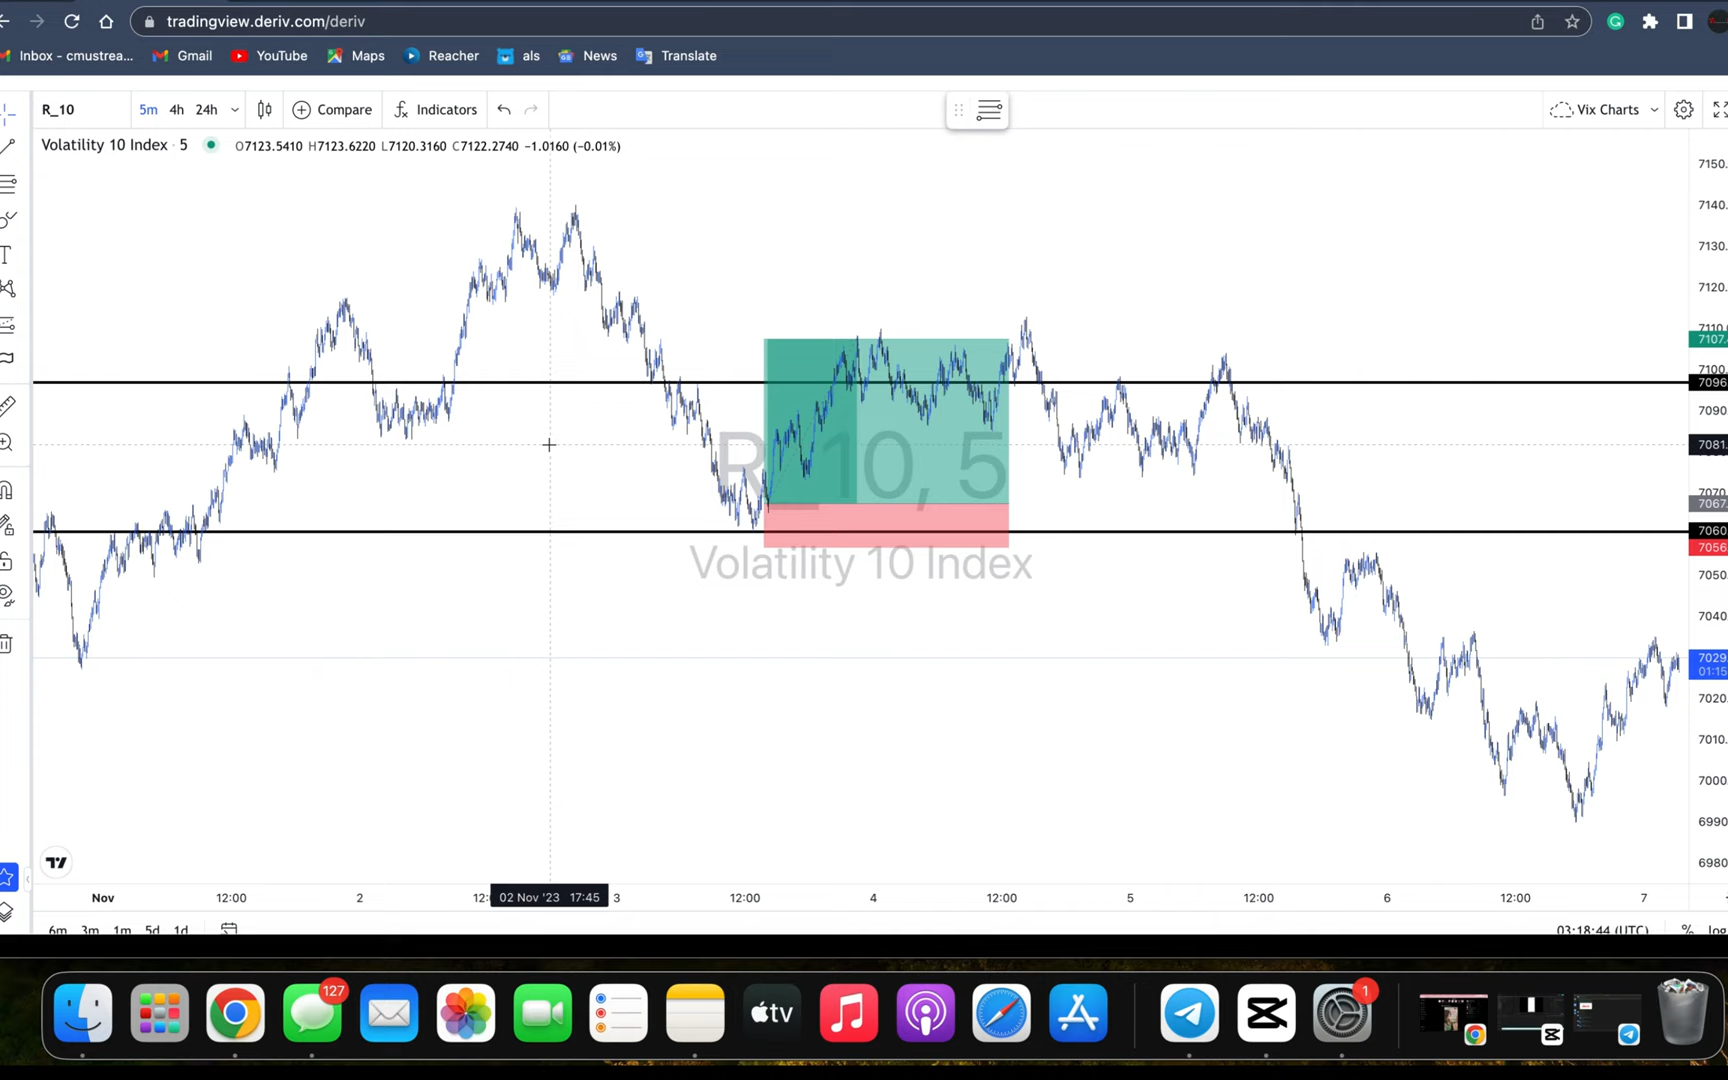 tradingview.deriv.com/deriv
Inbox - cmustrea...
Gmail
YouTube
Maps
Reacher
als
News
Translate
R_10
5m 4h 24h
Compare
Indicators
Vix Charts
Volatility 10 Index · 5
O7123.5410 H7123.6220 L7120.3160 C7122.2740 −1.0160 (−0.01%)
7150.
7140.
7130.
7120.
7110.
7107.
7100.
7096
7090.
7081.
7070.
7067.
7060
7056
7050.
7040.
7029.
01:15
7020.
7010.
7000.
6990.
6980.
R_10, 5
Volatility 10 Index
Nov 12:00 2 12: 02 Nov '23 17:45 3 12:00 4 12:00 5 12:00 6 12:00 7
6m 3m 1m 5d 1d
03:18:44 (UTC) % log
127
tv
1